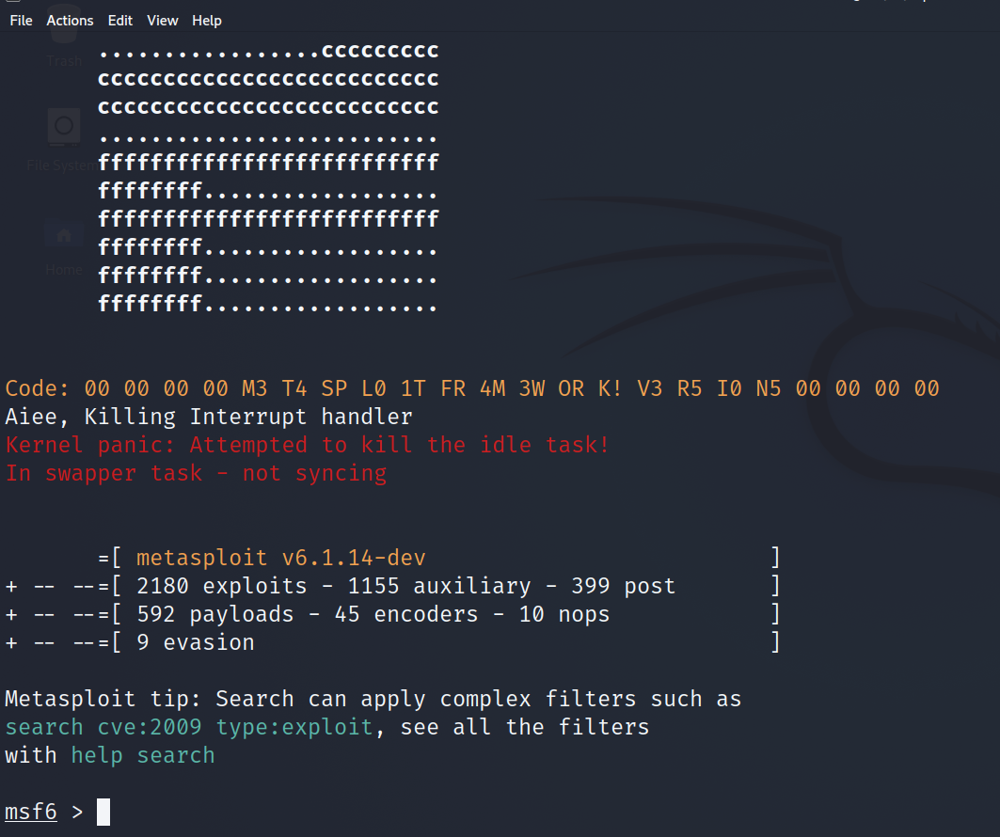 File Actions Edit View Help
Trash
.................ccccccccc
cccccccccccccccccccccccccc
cccccccccccccccccccccccccc
..........................
File System
ffffffffffffffffffffffffff
ffffffff..................
ffffffffffffffffffffffffff
ffffffff..................
Home
ffffffff..................
ffffffff..................
Code: 00 00 00 00 M3 T4 SP L0 1T FR 4M 3W OR K! V3 R5 I0 N5 00 00 00 00
Aiee, Killing Interrupt handler
Kernel panic: Attempted to kill the idle task!
In swapper task - not syncing
=[ metasploit v6.1.14-dev ]
+ -- --=[ 2180 exploits - 1155 auxiliary - 399 post ]
+ -- --=[ 592 payloads - 45 encoders - 10 nops ]
+ -- --=[ 9 evasion ]
Metasploit tip: Search can apply complex filters such as
search cve:2009 type:exploit, see all the filters
with help search
msf6 >